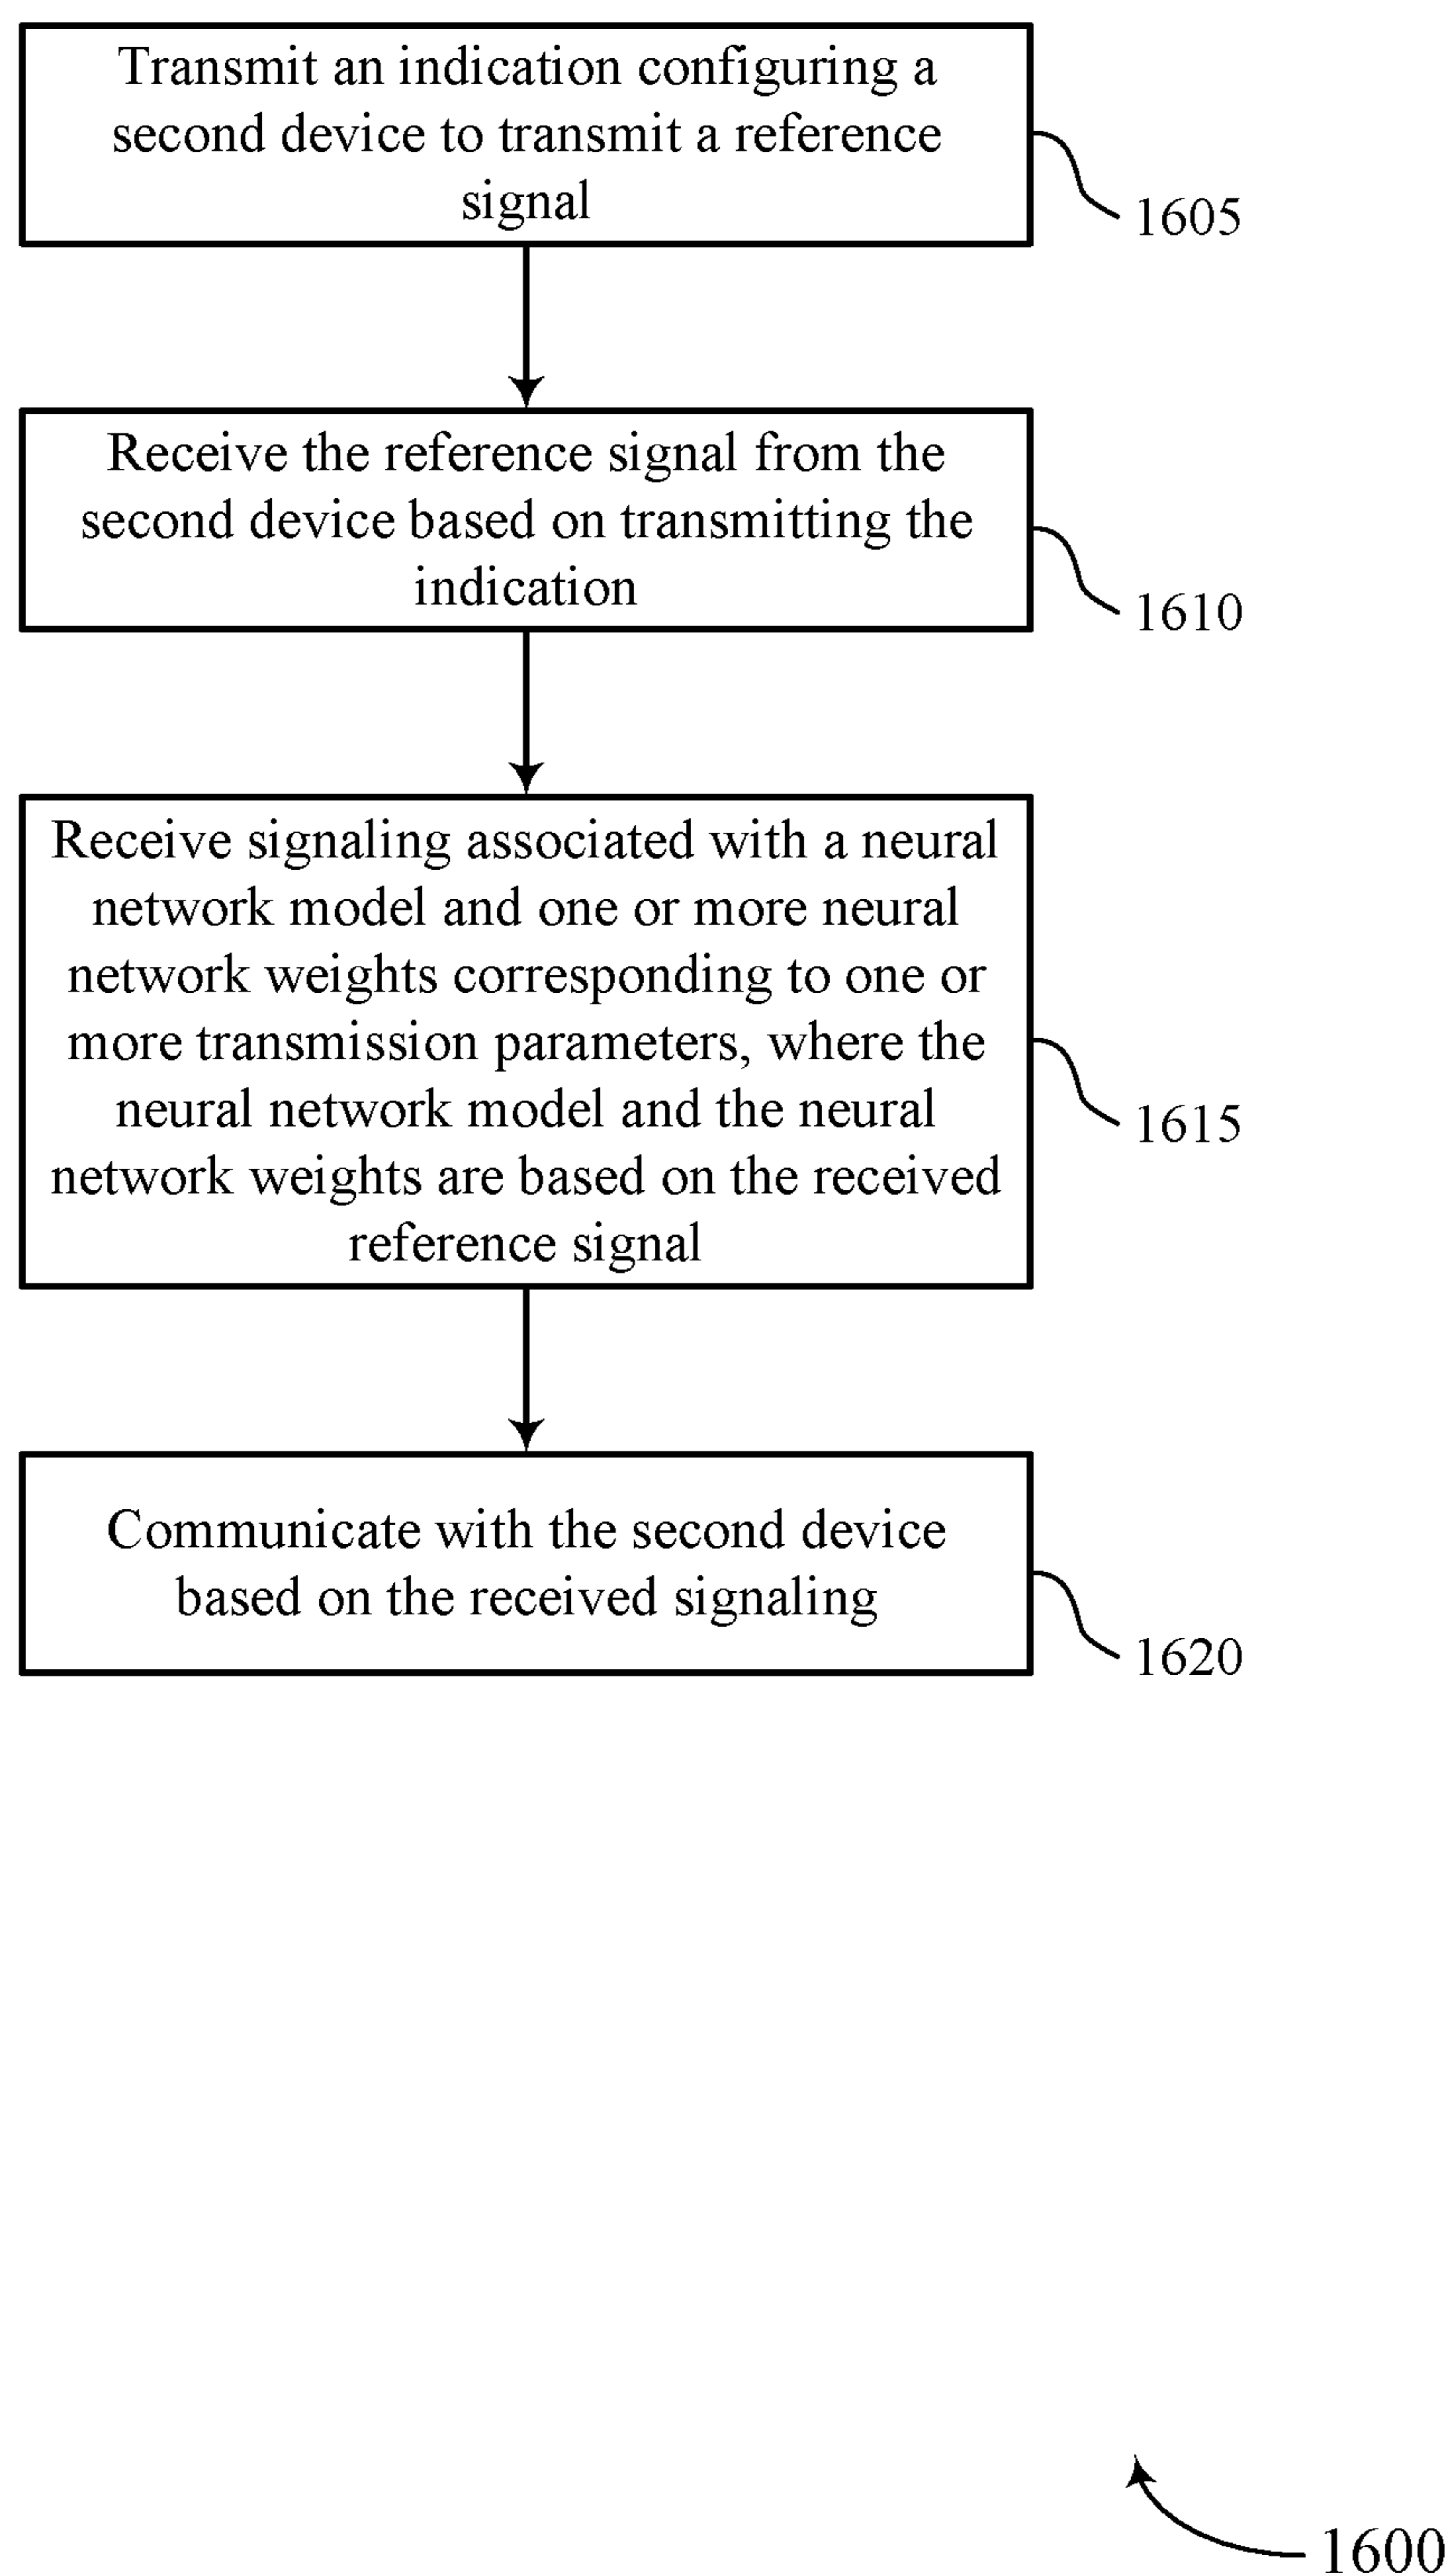 Transmit an indication configuring a
second device to transmit a reference
signal
1605
Receive the reference signal from the
second device based on transmitting the
indication
1610
Receive signaling associated with a neural
network model and one or more neural
network weights corresponding to one or
more transmission parameters, where the
neural network model and the neural
network weights are based on the received
reference signal
1615
Communicate with the second device
based on the received signaling
1620
1600